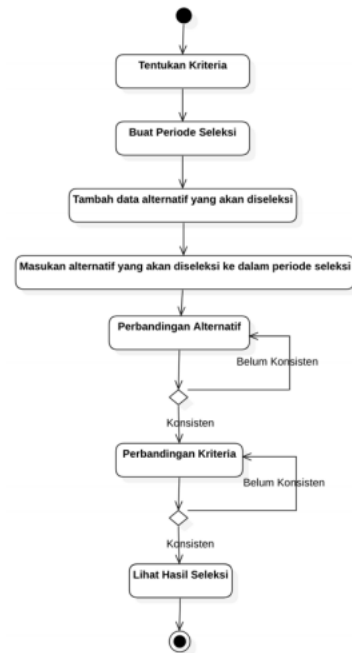 Tentukan Kriteria
Buat Periode Seleksi
Tambah data alternatif yang akan diseleksi
Masukan alternatif yang akan diseleksi ke dalam periode seleksi
Perbandingan Alternatif
Belum Konsisten
Konsisten
Perbandingan Kriteria
Belum Konsisten
Konsisten
Lihat Hasil Seleksi